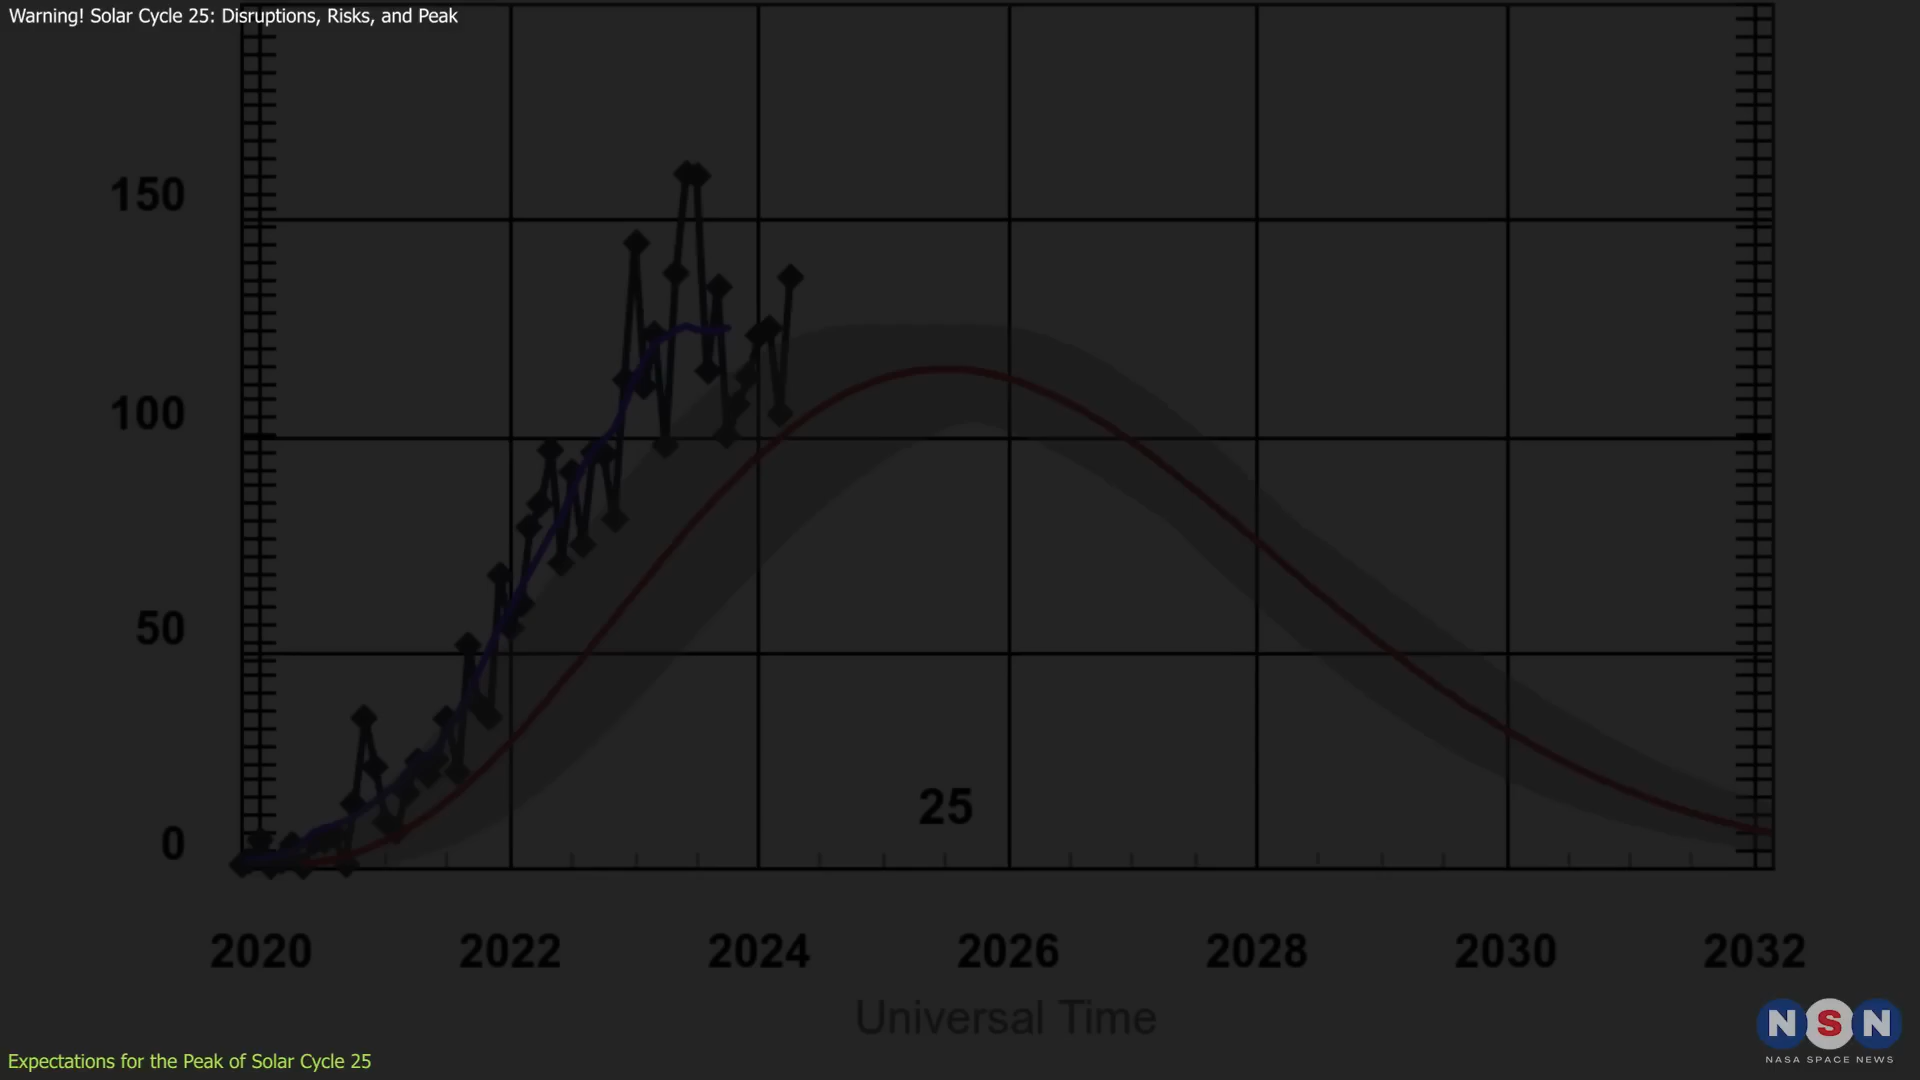 Warning! Solar Cycle 25: Disruptions, Risks, and Peak
150
100
50
0
25
2020 2022 2024 2026 2028 2030 2032
Universal Time
NSN
NASA SPACE NEWS
Expectations for the Peak of Solar Cycle 25